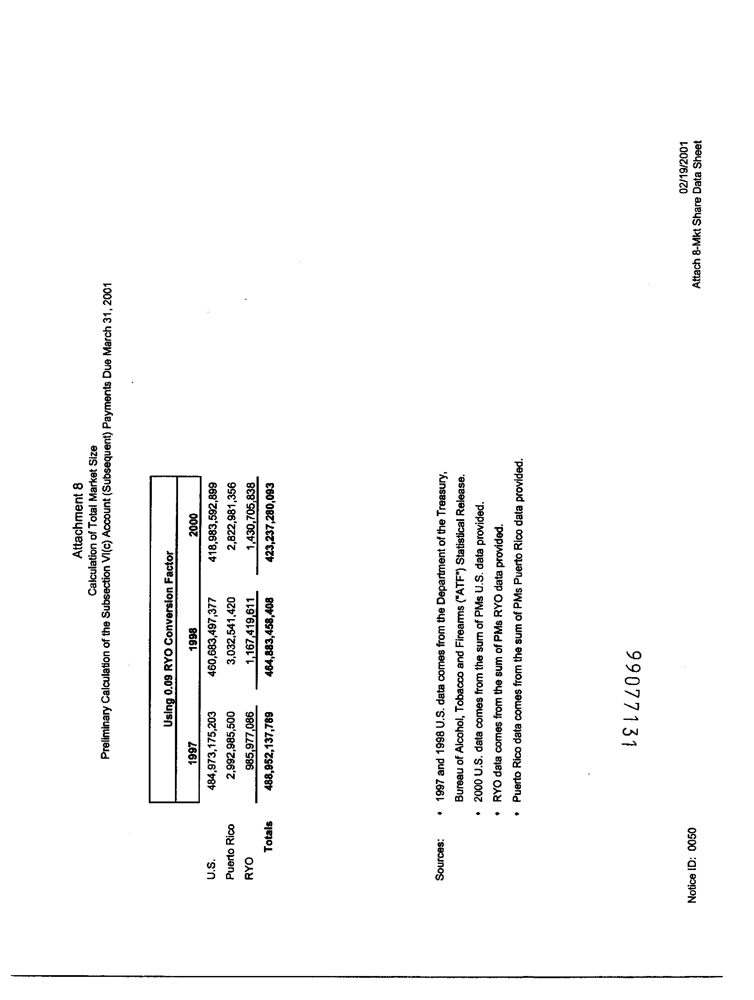 Attachment 8
Calculation of Total Market Size
Preliminary Calculation of the Subsection VI(c) Account (Subsequent) Payments Due March 31, 2001
Using 0.09 RYO Conversion Factor
1997 1998 2000
U.S. 484,973,175,203 460,683,497,377 418,983,592,899
Puerto Rico 2,992,985,500 3,032,541,420 2,822,981,356
RYO 985,977,086 1,167,419,611 1,430,705,838
Totals 488,952,137,789 464,883,458,408 423,237,280,093
Sources: • 1997 and 1998 U.S. data comes from the Department of the Treasury,
Bureau of Alcohol, Tobacco and Firearms ("ATF") Statistical Release.
• 2000 U.S. data comes from the sum of PMs U.S. data provided.
• RYO data comes from the sum of PMs RYO data provided.
• Puerto Rico data comes from the sum of PMs Puerto Rico data provided.
99077131
02/19/2001
Notice ID: 0050 Attach 8-Mkt Share Data Sheet